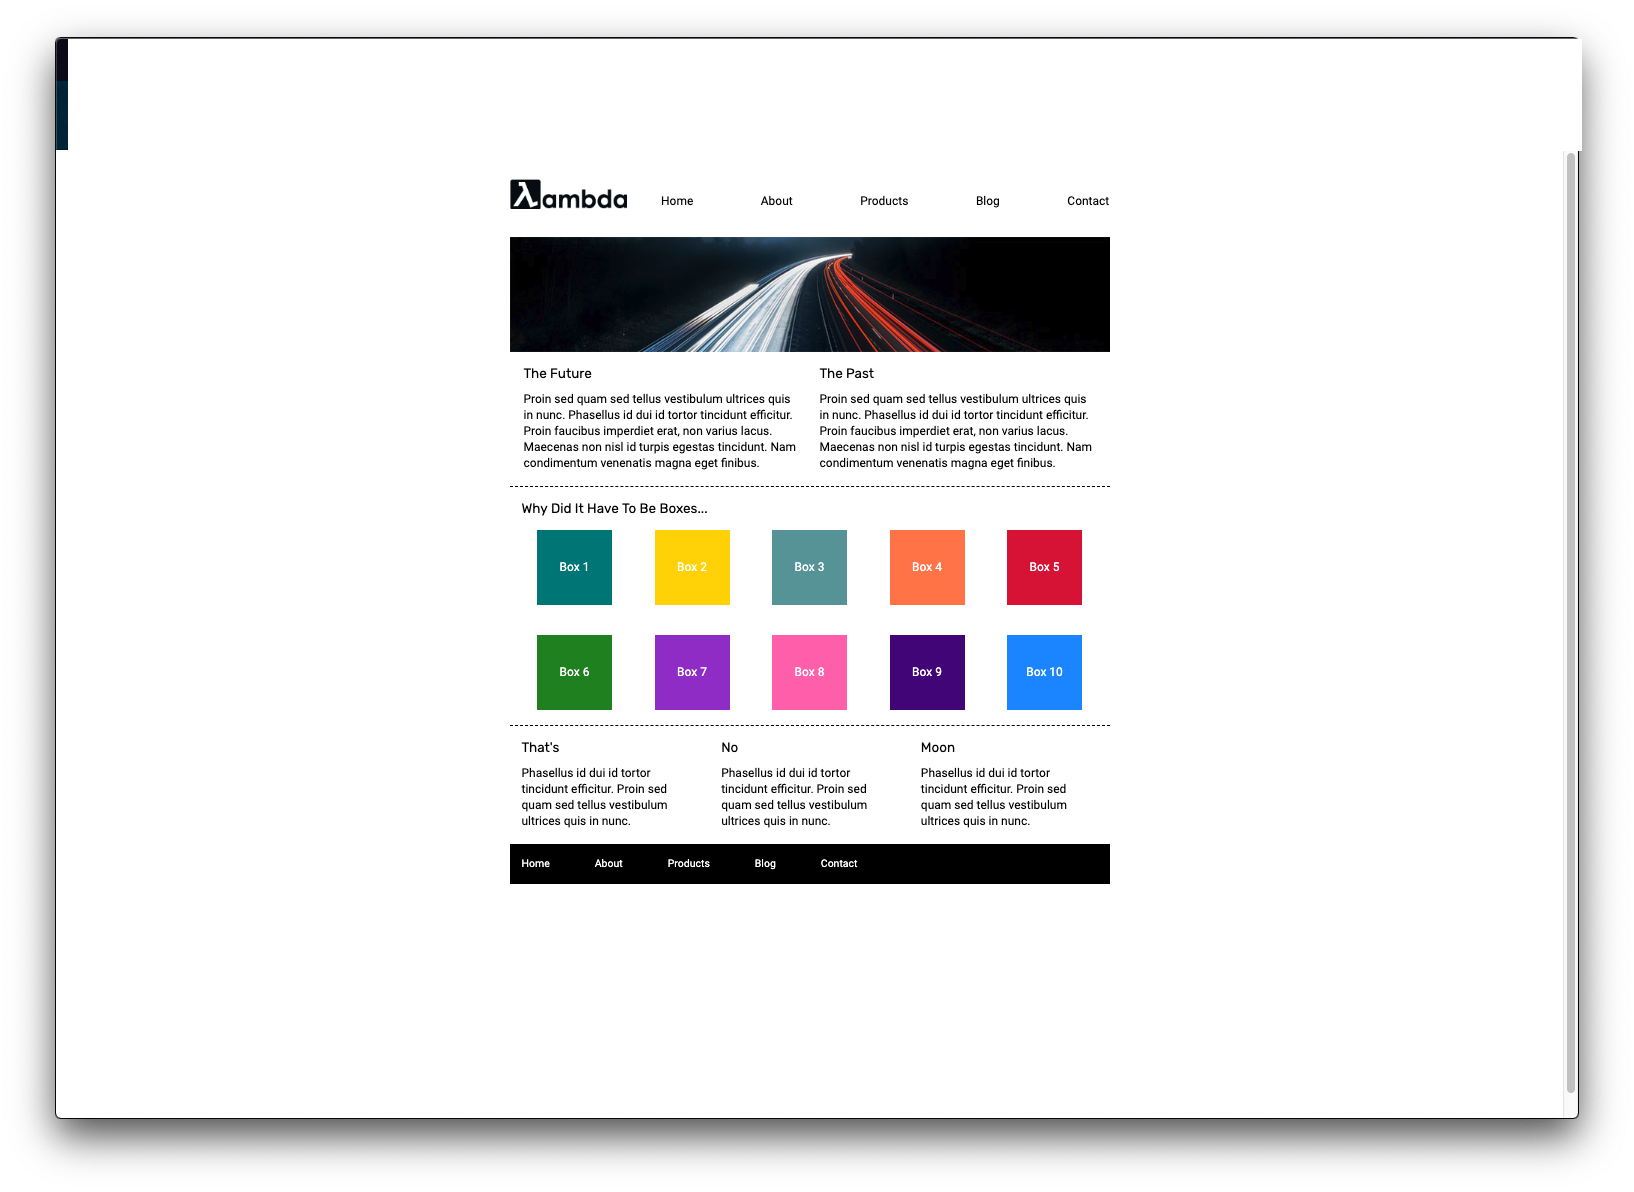 λambda
Home About Products Blog Contact
The Future
Proin sed quam sed tellus vestibulum ultrices quis
in nunc. Phasellus id dui id tortor tincidunt efficitur.
Proin faucibus imperdiet erat, non varius lacus.
Maecenas non nisl id turpis egestas tincidunt. Nam
condimentum venenatis magna eget finibus.
The Past
Proin sed quam sed tellus vestibulum ultrices quis
in nunc. Phasellus id dui id tortor tincidunt efficitur.
Proin faucibus imperdiet erat, non varius lacus.
Maecenas non nisl id turpis egestas tincidunt. Nam
condimentum venenatis magna eget finibus.
Why Did It Have To Be Boxes...
Box 1 Box 2 Box 3 Box 4 Box 5
Box 6 Box 7 Box 8 Box 9 Box 10
That's
Phasellus id dui id tortor
tincidunt efficitur. Proin sed
quam sed tellus vestibulum
ultrices quis in nunc.
No
Phasellus id dui id tortor
tincidunt efficitur. Proin sed
quam sed tellus vestibulum
ultrices quis in nunc.
Moon
Phasellus id dui id tortor
tincidunt efficitur. Proin sed
quam sed tellus vestibulum
ultrices quis in nunc.
Home About Products Blog Contact